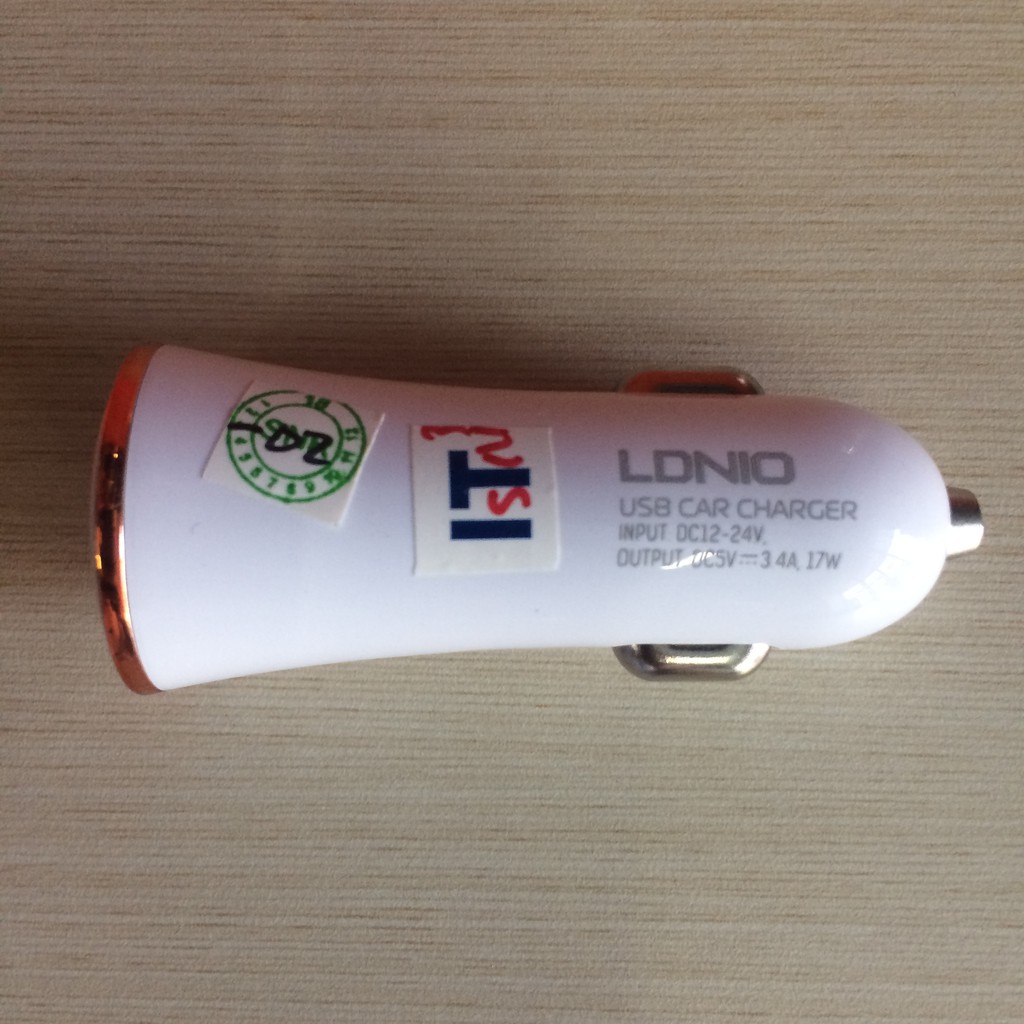 LDNIO
USB CAR CHARGER
INPUT DC12-24V,
OUTPUT DC5V⎓3.4A, 17W
IT